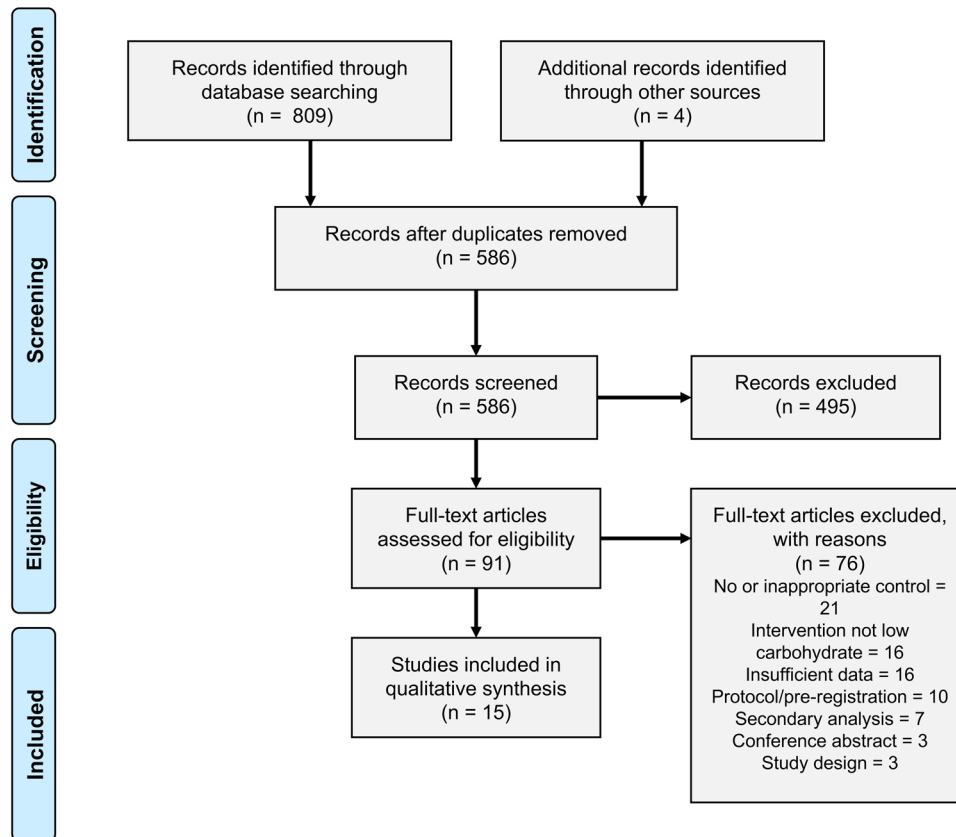 Identification
Records identified through
database searching
(n =  809)
Additional records identified
through other sources
(n = 4)
Screening
Records after duplicates removed
(n = 586)
Records screened
(n = 586)
Records excluded
(n = 495)
Eligibility
Full-text articles
assessed for eligibility
(n = 91)
Full-text articles excluded,
with reasons
(n = 76)
No or inappropriate control =
21
Intervention not low
carbohydrate = 16
Insufficient data = 16
Protocol/pre-registration = 10
Secondary analysis = 7
Conference abstract = 3
Study design = 3
Included
Studies included in
qualitative synthesis
(n = 15)